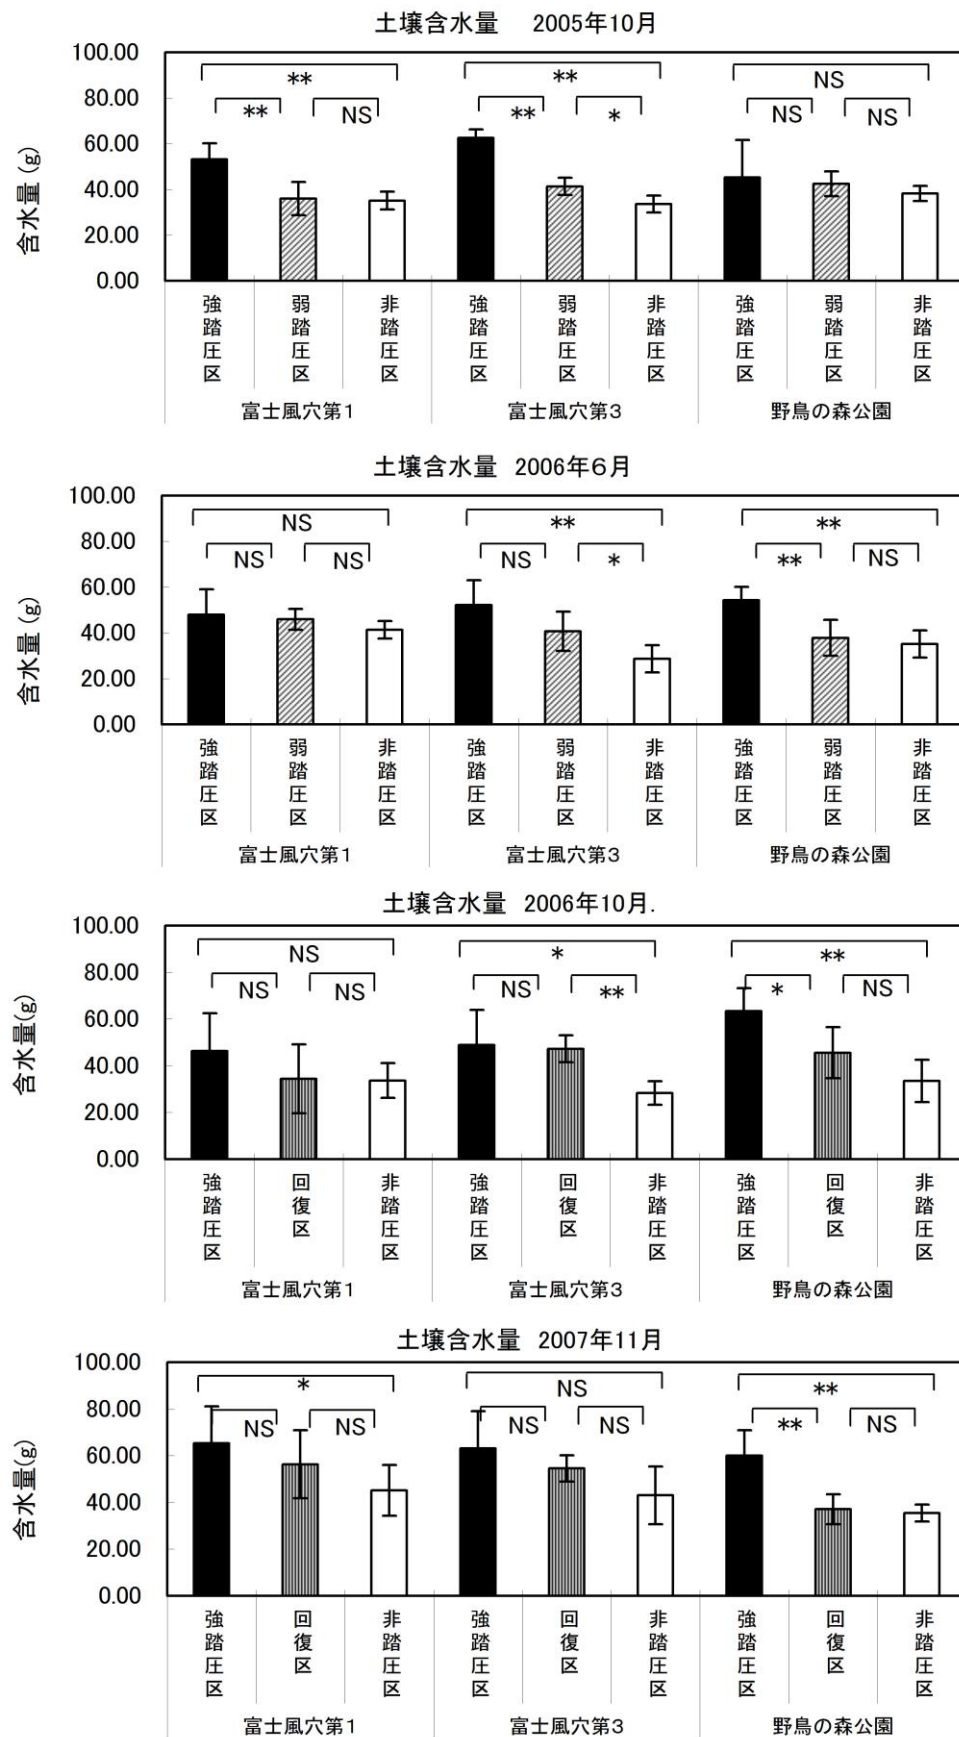 土壌含水量 2005年10月
含水量 (g)
100.00
80.00
60.00
40.00
20.00
0.00
** ** NS
** NS ** * NS NS
強踏圧区 弱踏圧区 非踏圧区 強踏圧区 弱踏圧区 非踏圧区 強踏圧区 弱踏圧区 非踏圧区
富士風穴第1 富士風穴第3 野鳥の森公園
土壌含水量 2006年6月
含水量 (g)
100.00
80.00
60.00
40.00
20.00
0.00
NS ** **
NS NS NS * ** NS
強踏圧区 弱踏圧区 非踏圧区 強踏圧区 弱踏圧区 非踏圧区 強踏圧区 弱踏圧区 非踏圧区
富士風穴第1 富士風穴第3 野鳥の森公園
土壌含水量 2006年10月.
含水量(g)
100.00
80.00
60.00
40.00
20.00
0.00
NS * **
NS NS NS ** * NS
強踏圧区 回復区 非踏圧区 強踏圧区 回復区 非踏圧区 強踏圧区 回復区 非踏圧区
富士風穴第1 富士風穴第3 野鳥の森公園
土壌含水量 2007年11月
含水量(g)
100.00
80.00
60.00
40.00
20.00
0.00
* NS **
NS NS NS NS ** NS
強踏圧区 回復区 非踏圧区 強踏圧区 回復区 非踏圧区 強踏圧区 回復区 非踏圧区
富士風穴第1 富士風穴第3 野鳥の森公園